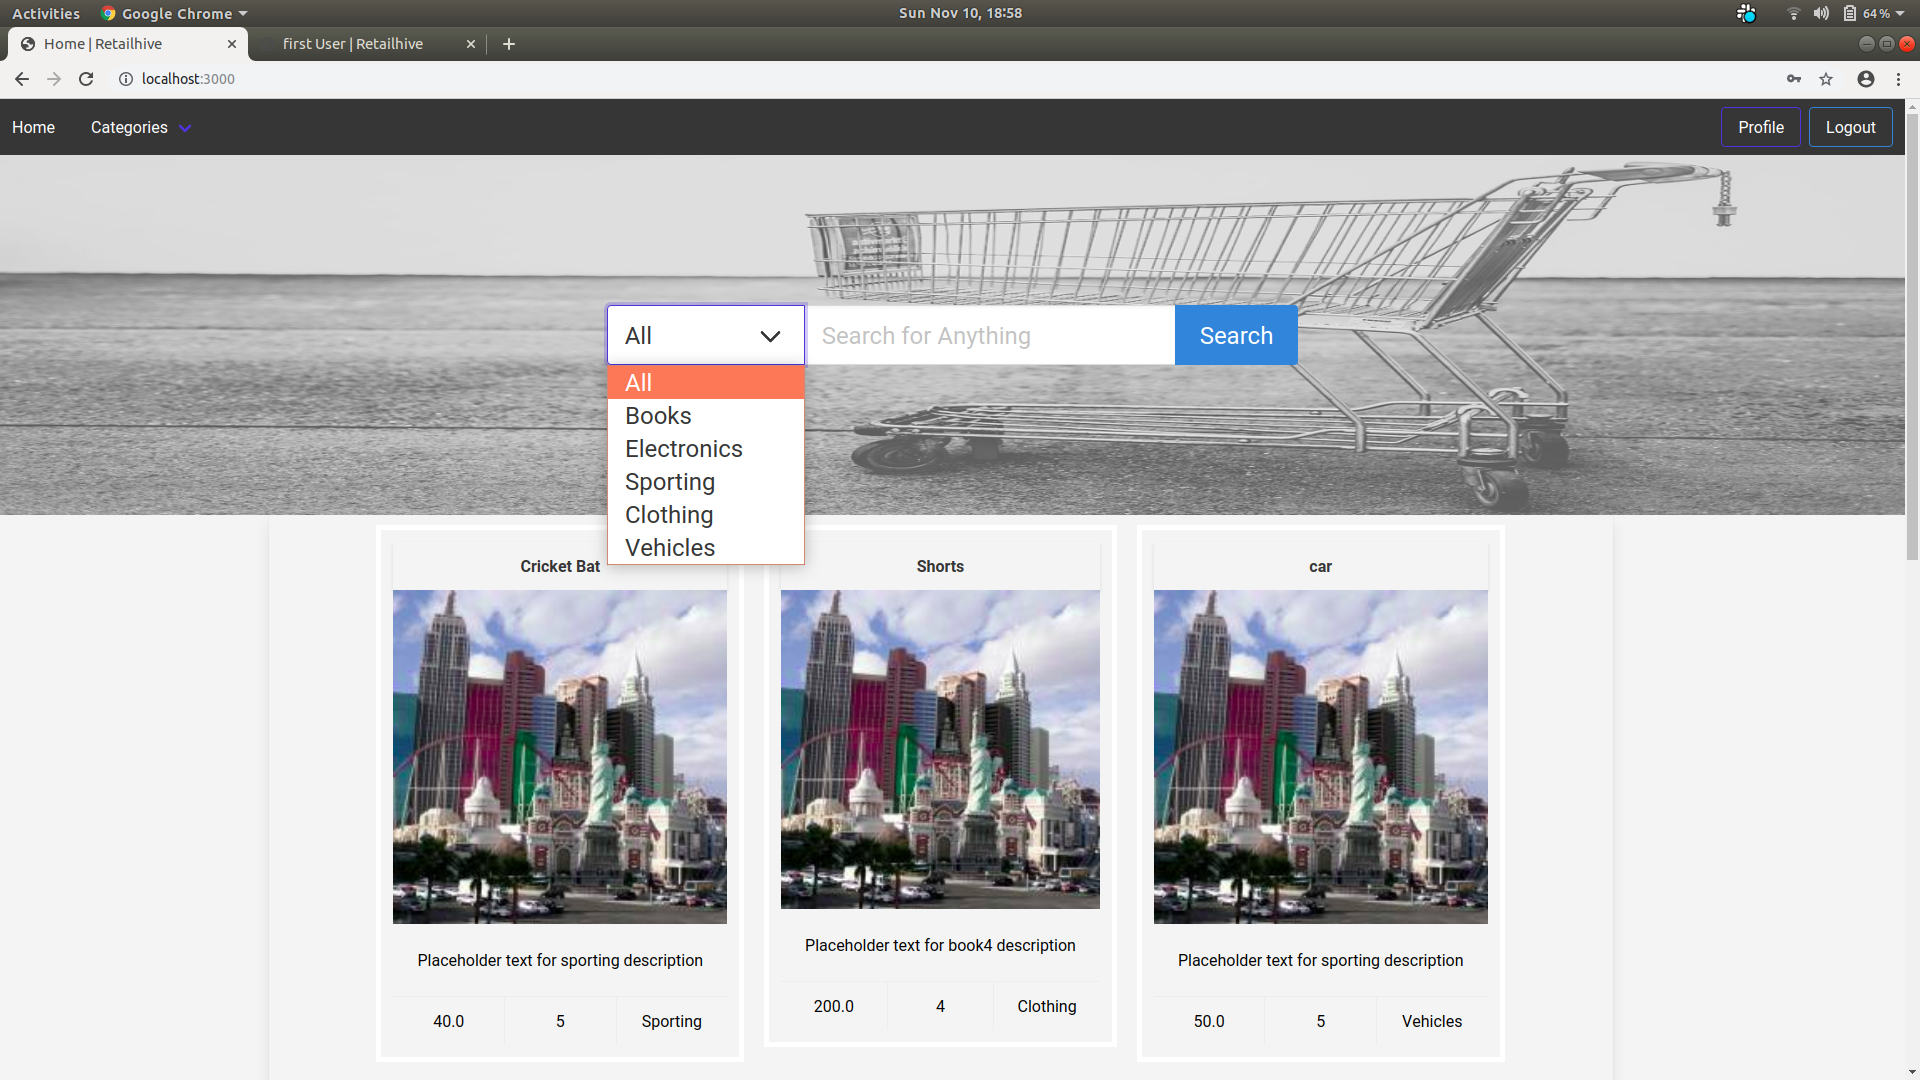 Activities Google Chrome Sun Nov 10, 18:58 64 %
Home | Retailhive first User | Retailhive
localhost:3000
Home Categories Profile Logout
All Search for Anything Search
All
Books
Electronics
Sporting
Clothing
Vehicles
Cricket Bat Shorts car
Placeholder text for sporting description Placeholder text for book4 description Placeholder text for sporting description
40.0 5 Sporting 200.0 4 Clothing 50.0 5 Vehicles